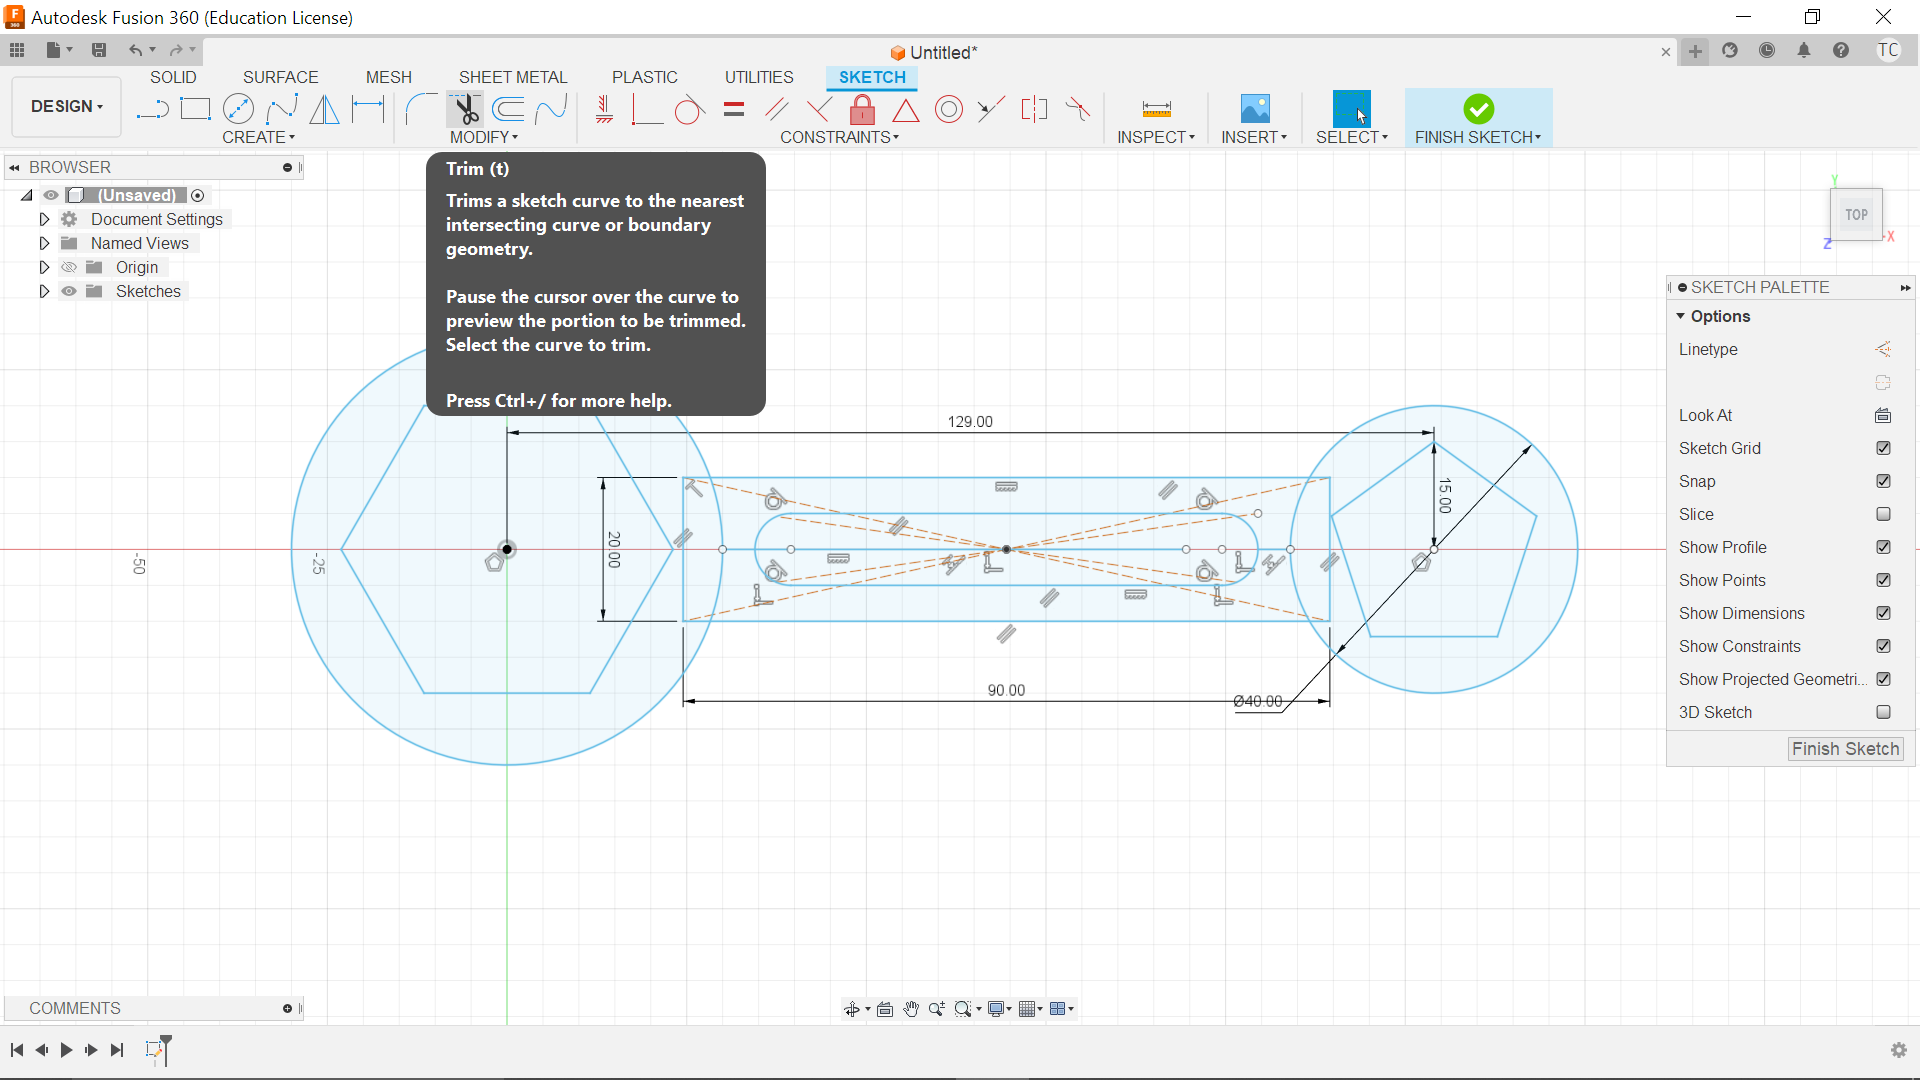 Autodesk Fusion 360 (Education License)
Untitled*
TC
DESIGN
SOLID
SURFACE
MESH
SHEET METAL
PLASTIC
UTILITIES
SKETCH
CREATE
MODIFY
CONSTRAINTS
INSPECT
INSERT
SELECT
FINISH SKETCH
BROWSER
(Unsaved)
Document Settings
Named Views
Origin
Sketches
Trim (t)
Trims a sketch curve to the nearest
intersecting curve or boundary
geometry.
Pause the cursor over the curve to
preview the portion to be trimmed.
Select the curve to trim.
Press Ctrl+/ for more help.
Y
TOP
Z
-X
129.00
20.00
15.00
-50
-25
90.00
Ø40.00
SKETCH PALETTE
Options
Linetype
Look At
Sketch Grid
Snap
Slice
Show Profile
Show Points
Show Dimensions
Show Constraints
Show Projected Geometri...
3D Sketch
Finish Sketch
COMMENTS